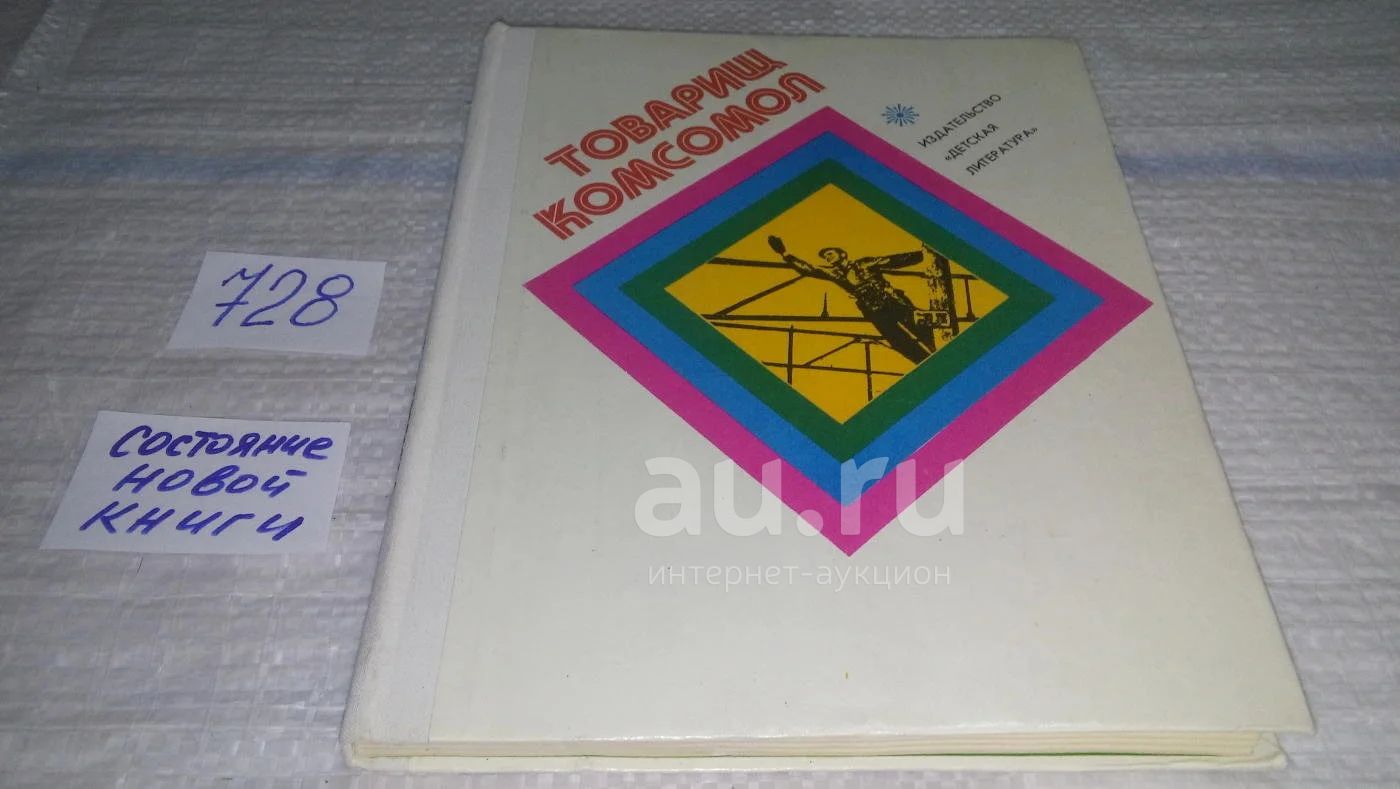 ТОВАРИЩ
КОМСОМОЛ
ИЗДАТЕЛЬСТВО
«ДЕТСКАЯ
ЛИТЕРАТУРА»
728
СОСТОЯНИЕ
НОВОЙ
КНИГИ
au.ru
интернет-аукцион